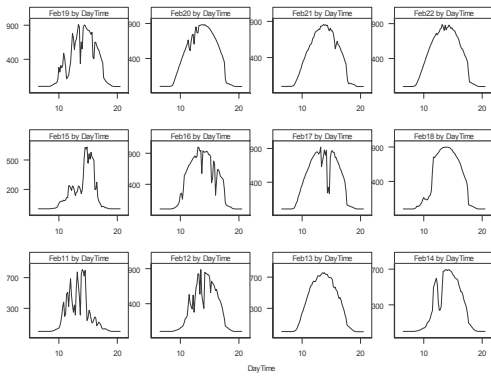 Feb19 by DayTime Feb20 by DayTime Feb21 by DayTime Feb22 by DayTime
900 900 900 900
400 400 400 400
10 20 10 20 10 20 10 20
Feb15 by DayTime Feb16 by DayTime Feb17 by DayTime Feb18 by DayTime
500 900 900 900
200 400 400 400
10 20 10 20 10 20 10 20
Feb11 by DayTime Feb12 by DayTime Feb13 by DayTime Feb14 by DayTime
700 900 700 700
300 400 300 300
10 20 10 20 10 20 10 20
DayTime